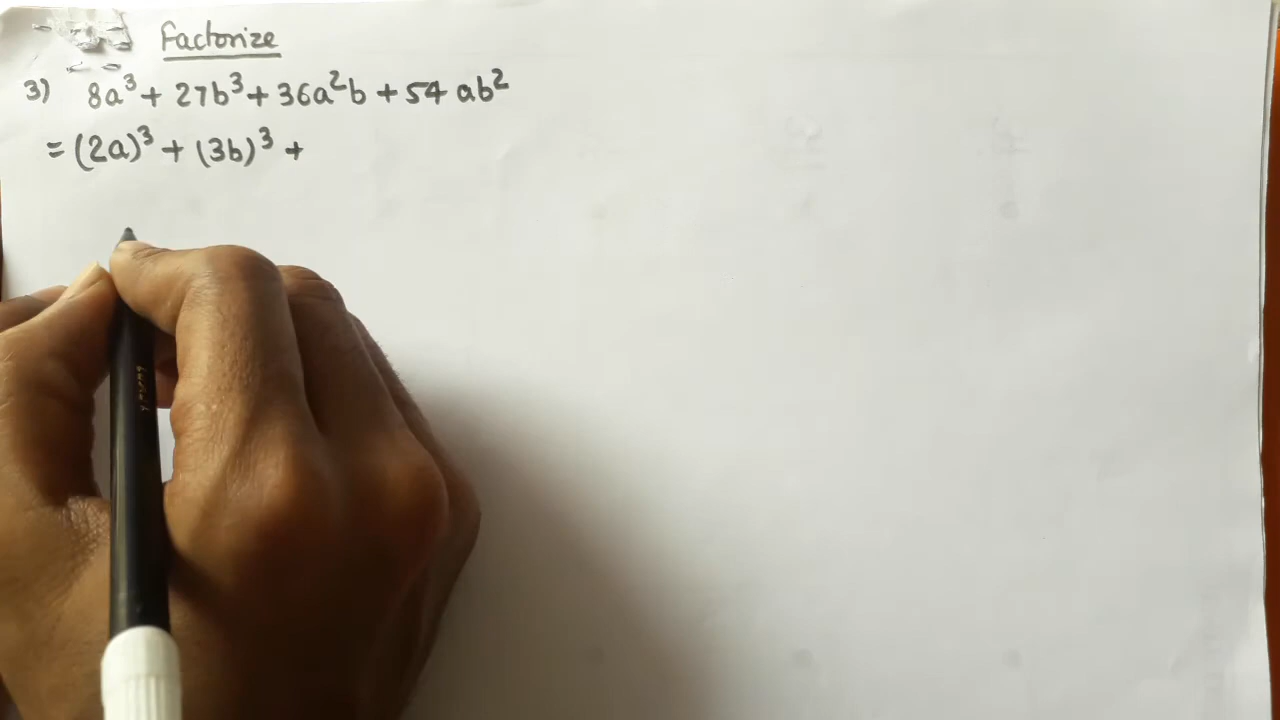 Factorize
3) 8a³ + 27b³ + 36a²b + 54 ab²
= (2a)³ + (3b)³ +